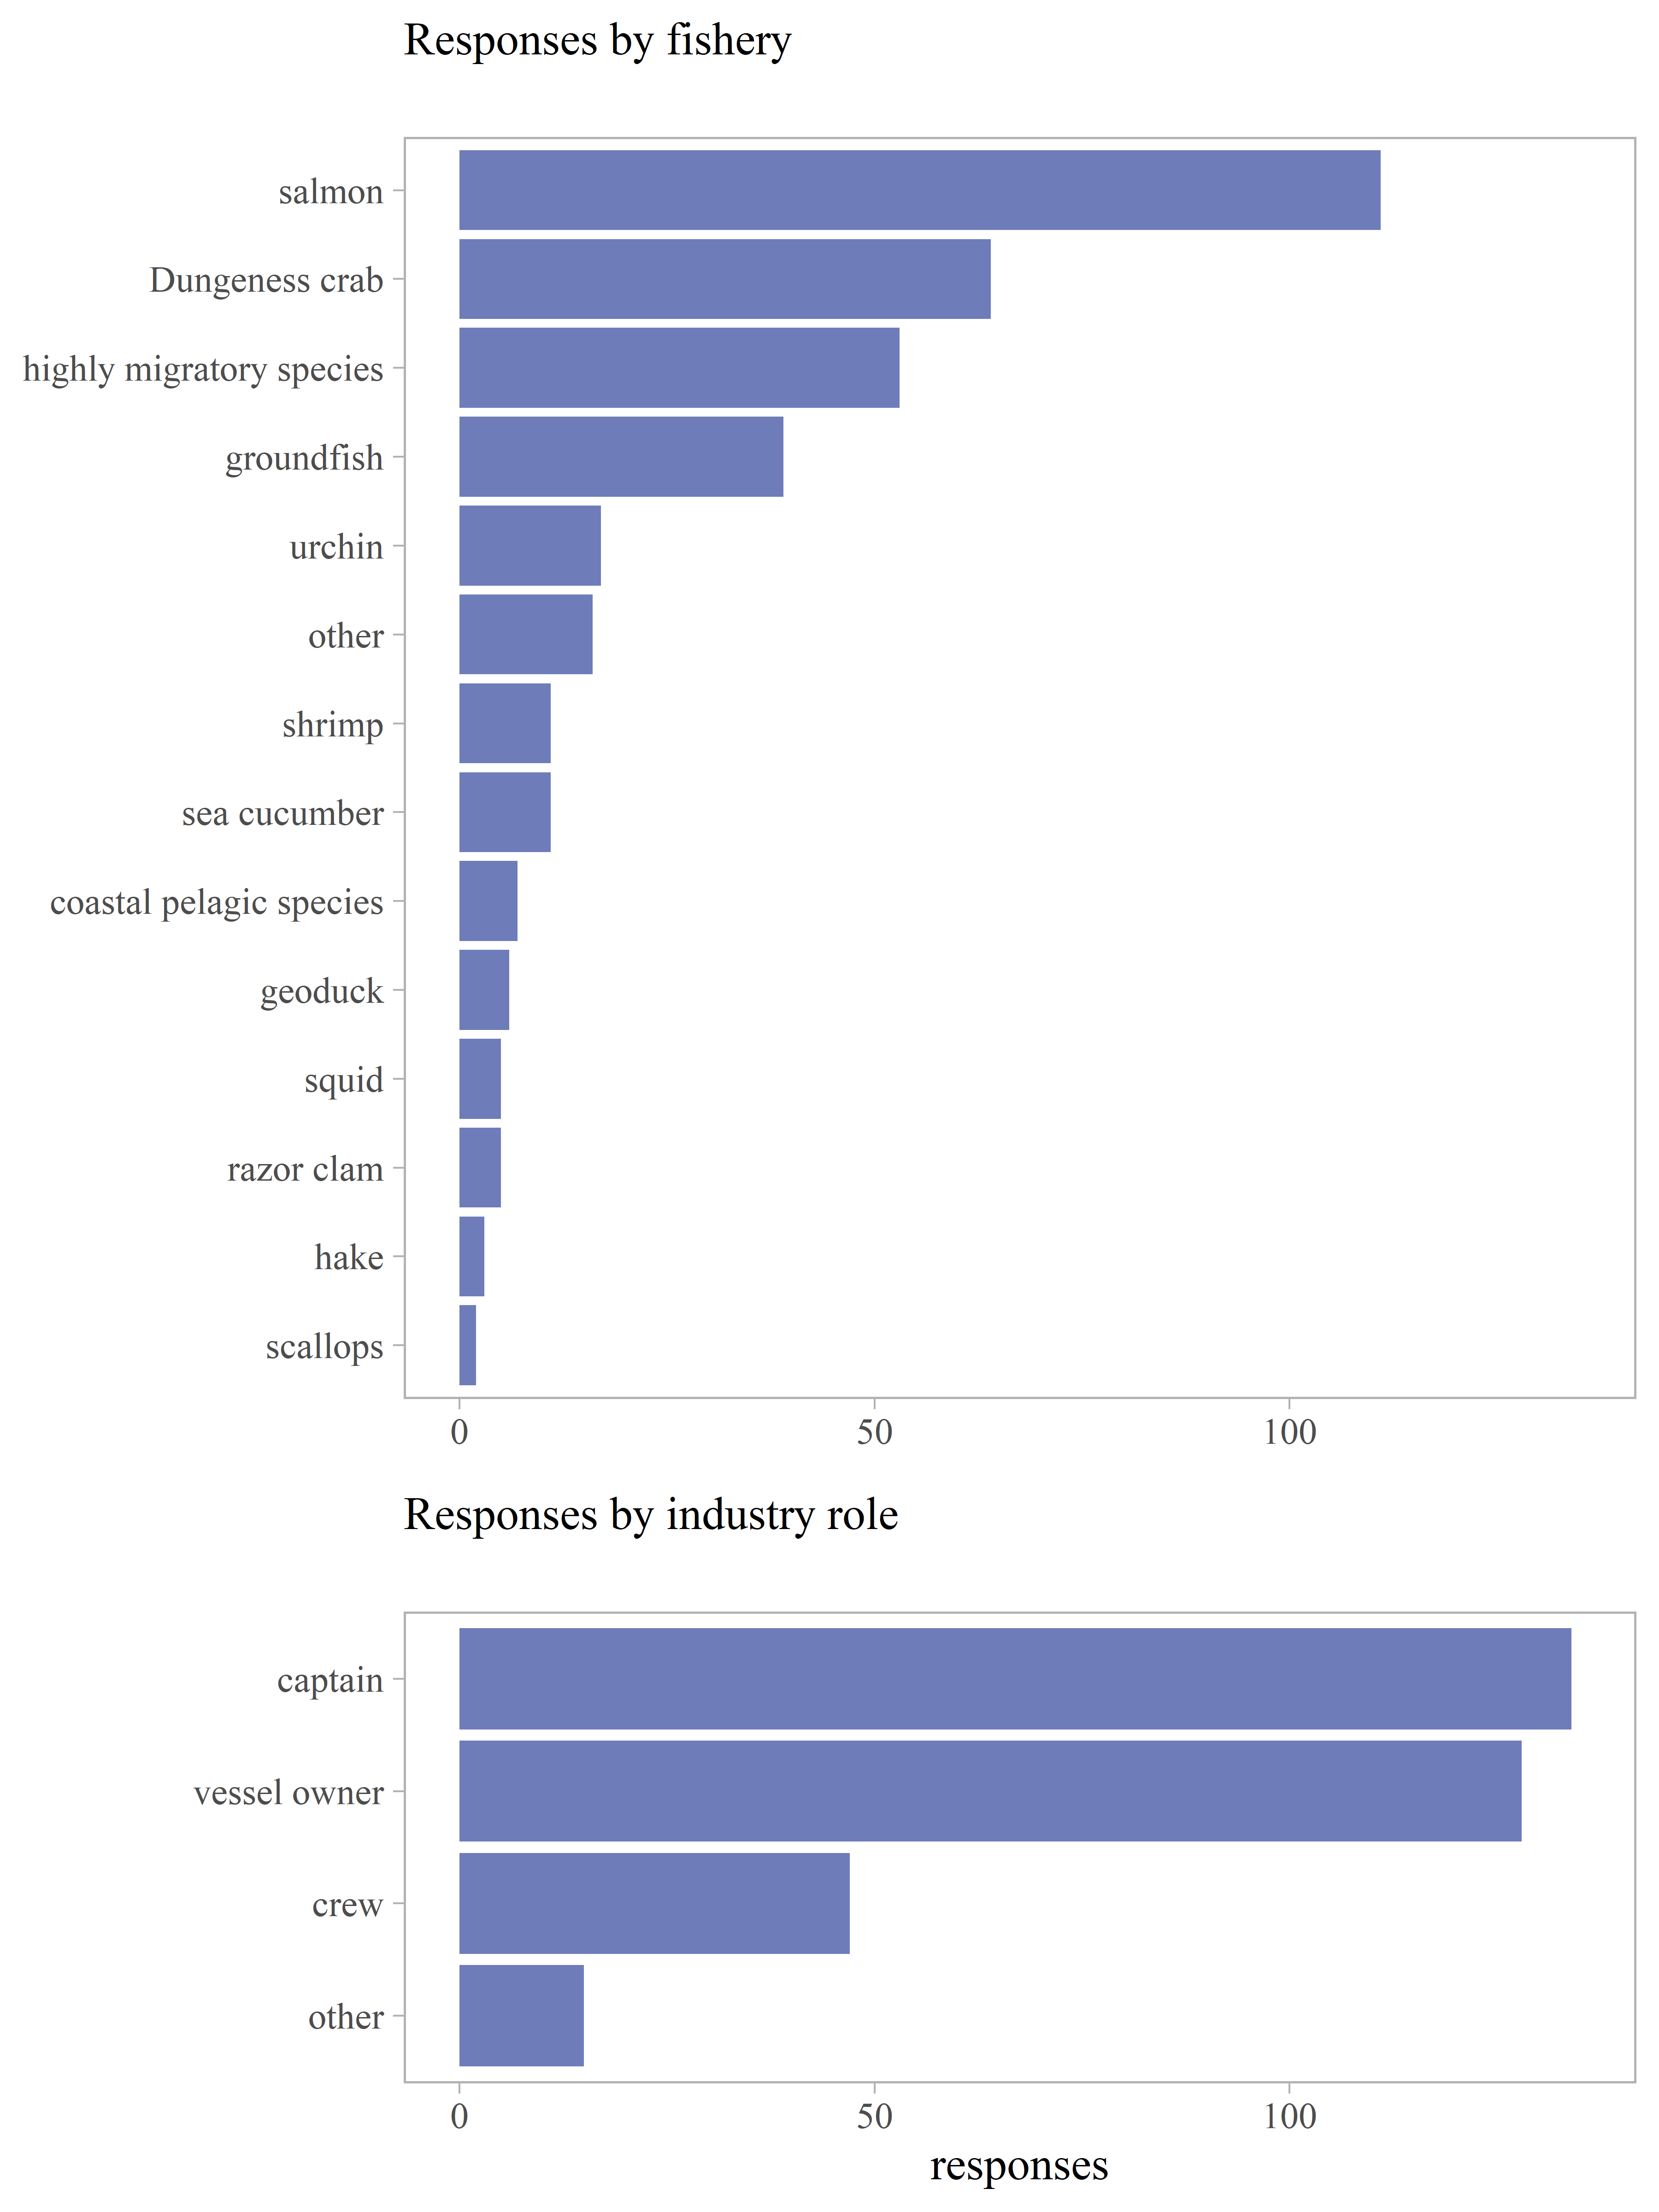 Responses by fishery
salmon
Dungeness crab
highly migratory species
groundfish
urchin
other
shrimp
sea cucumber
coastal pelagic species
geoduck
squid
razor clam
hake
scallops
0 50 100
Responses by industry role
captain
vessel owner
crew
other
0 50 100
responses